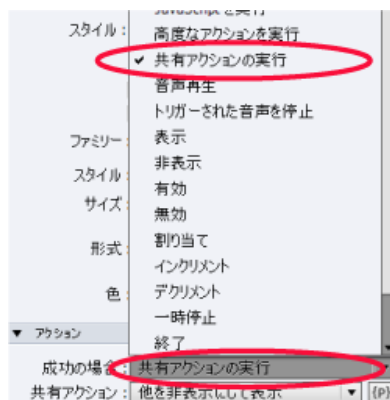 スタイル：
高度なアクションを実行
✓ 共有アクションの実行
音声再生
トリガーされた音声を停止
ファミリー：
表示
非表示
スタイル：
有効
サイズ：
無効
形式：
割り当て
インクリメント
色：
デクリメント
一時停止
終了
▼ アクション
成功の場合： 共有アクションの実行
共有アクション： 他を非表示にして表示 ▼ {P}